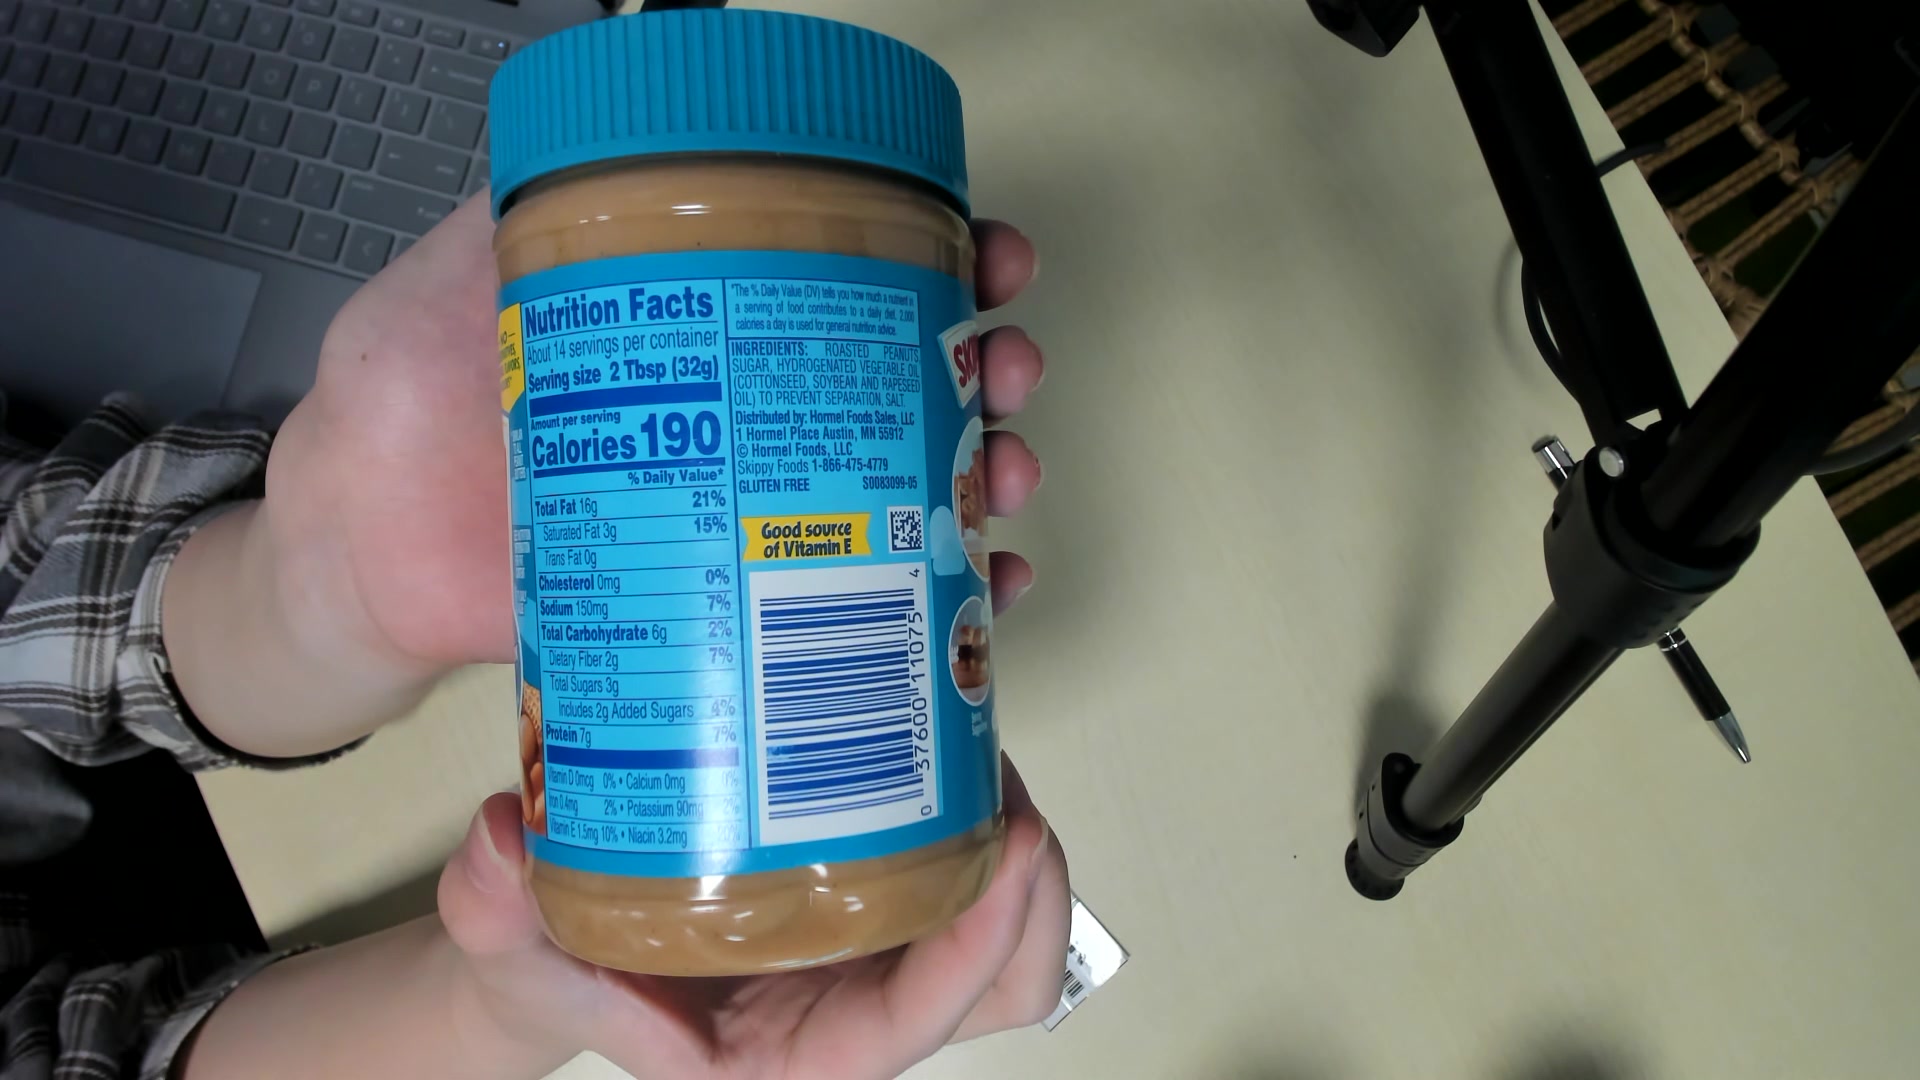 Nutrition Facts
About 14 servings per container
Serving size 2 Tbsp (32g)
Amount per serving
Calories 190
% Daily Value*
Total Fat 16g 21%
Saturated Fat 3g 15%
Trans Fat 0g
Cholesterol 0mg 0%
Sodium 150mg 7%
Total Carbohydrate 6g 2%
Dietary Fiber 2g 7%
Total Sugars 3g
Includes 2g Added Sugars 4%
Protein 7g 7%
Vitamin D 0mcg 0% • Calcium 0mg 0%
Iron 0.4mg 2% • Potassium 90mg 2%
Vitamin E 1.5mg 10% • Niacin 3.2mg
*The % Daily Value (DV) tells you how much a nutrient in
a serving of food contributes to a daily diet. 2,000
calories a day is used for general nutrition advice.
INGREDIENTS: ROASTED PEANUTS,
SUGAR, HYDROGENATED VEGETABLE OIL
(COTTONSEED, SOYBEAN AND RAPESEED
OIL) TO PREVENT SEPARATION, SALT.
Distributed by: Hormel Foods Sales, LLC
1 Hormel Place Austin, MN 55912
© Hormel Foods, LLC
Skippy Foods 1-866-475-4779
GLUTEN FREE S0083099-05
Good source
of Vitamin E
0 37600 11075 4